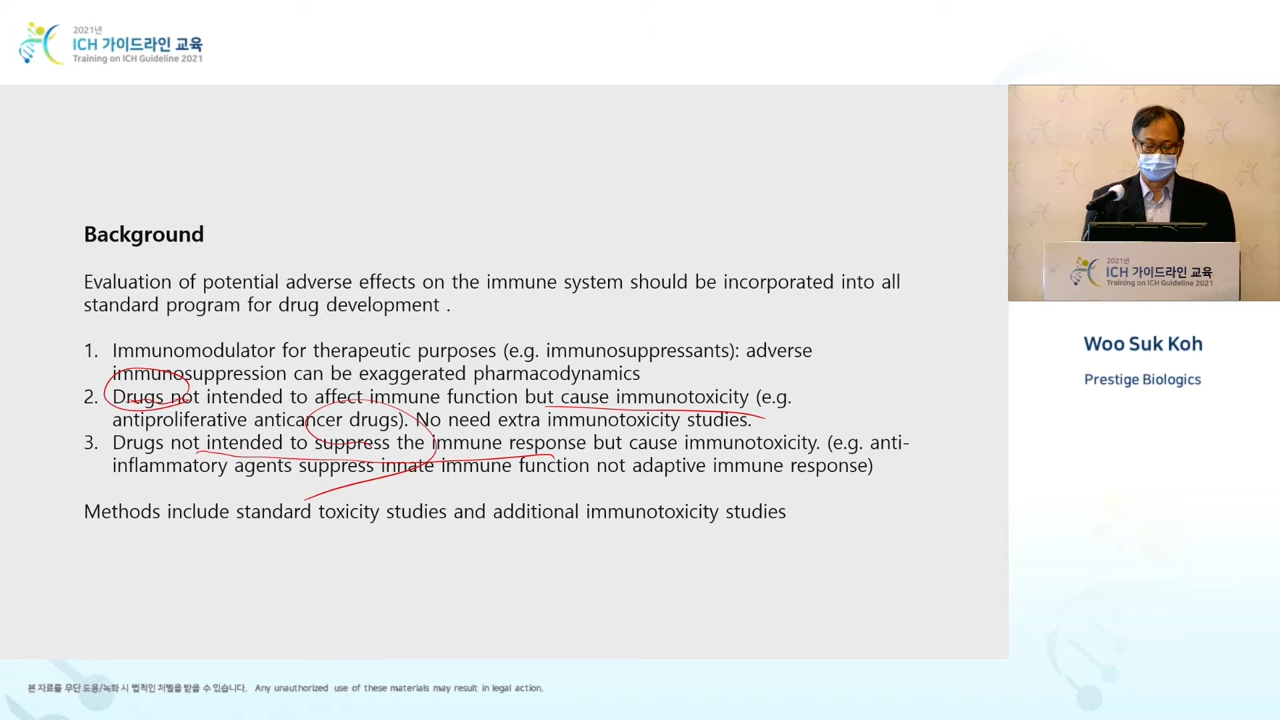 2021년
ICH 가이드라인 교육
Training on ICH Guideline 2021
Background
Evaluation of potential adverse effects on the immune system should be incorporated into all
standard program for drug development .
1. Immunomodulator for therapeutic purposes (e.g. immunosuppressants): adverse
immunosuppression can be exaggerated pharmacodynamics
2. Drugs not intended to affect immune function but cause immunotoxicity (e.g.
antiproliferative anticancer drugs). No need extra immunotoxicity studies.
3. Drugs not intended to suppress the immune response but cause immunotoxicity. (e.g. anti-
inflammatory agents suppress innate immune function not adaptive immune response)
Methods include standard toxicity studies and additional immunotoxicity studies
2021년
ICH 가이드라인 교육
Training on ICH Guideline 2021
Woo Suk Koh
Prestige Biologics
본 자료를 무단 도용/녹화 시 법적인 처벌을 받을 수 있습니다. Any unauthorized use of these materials may result in legal action.